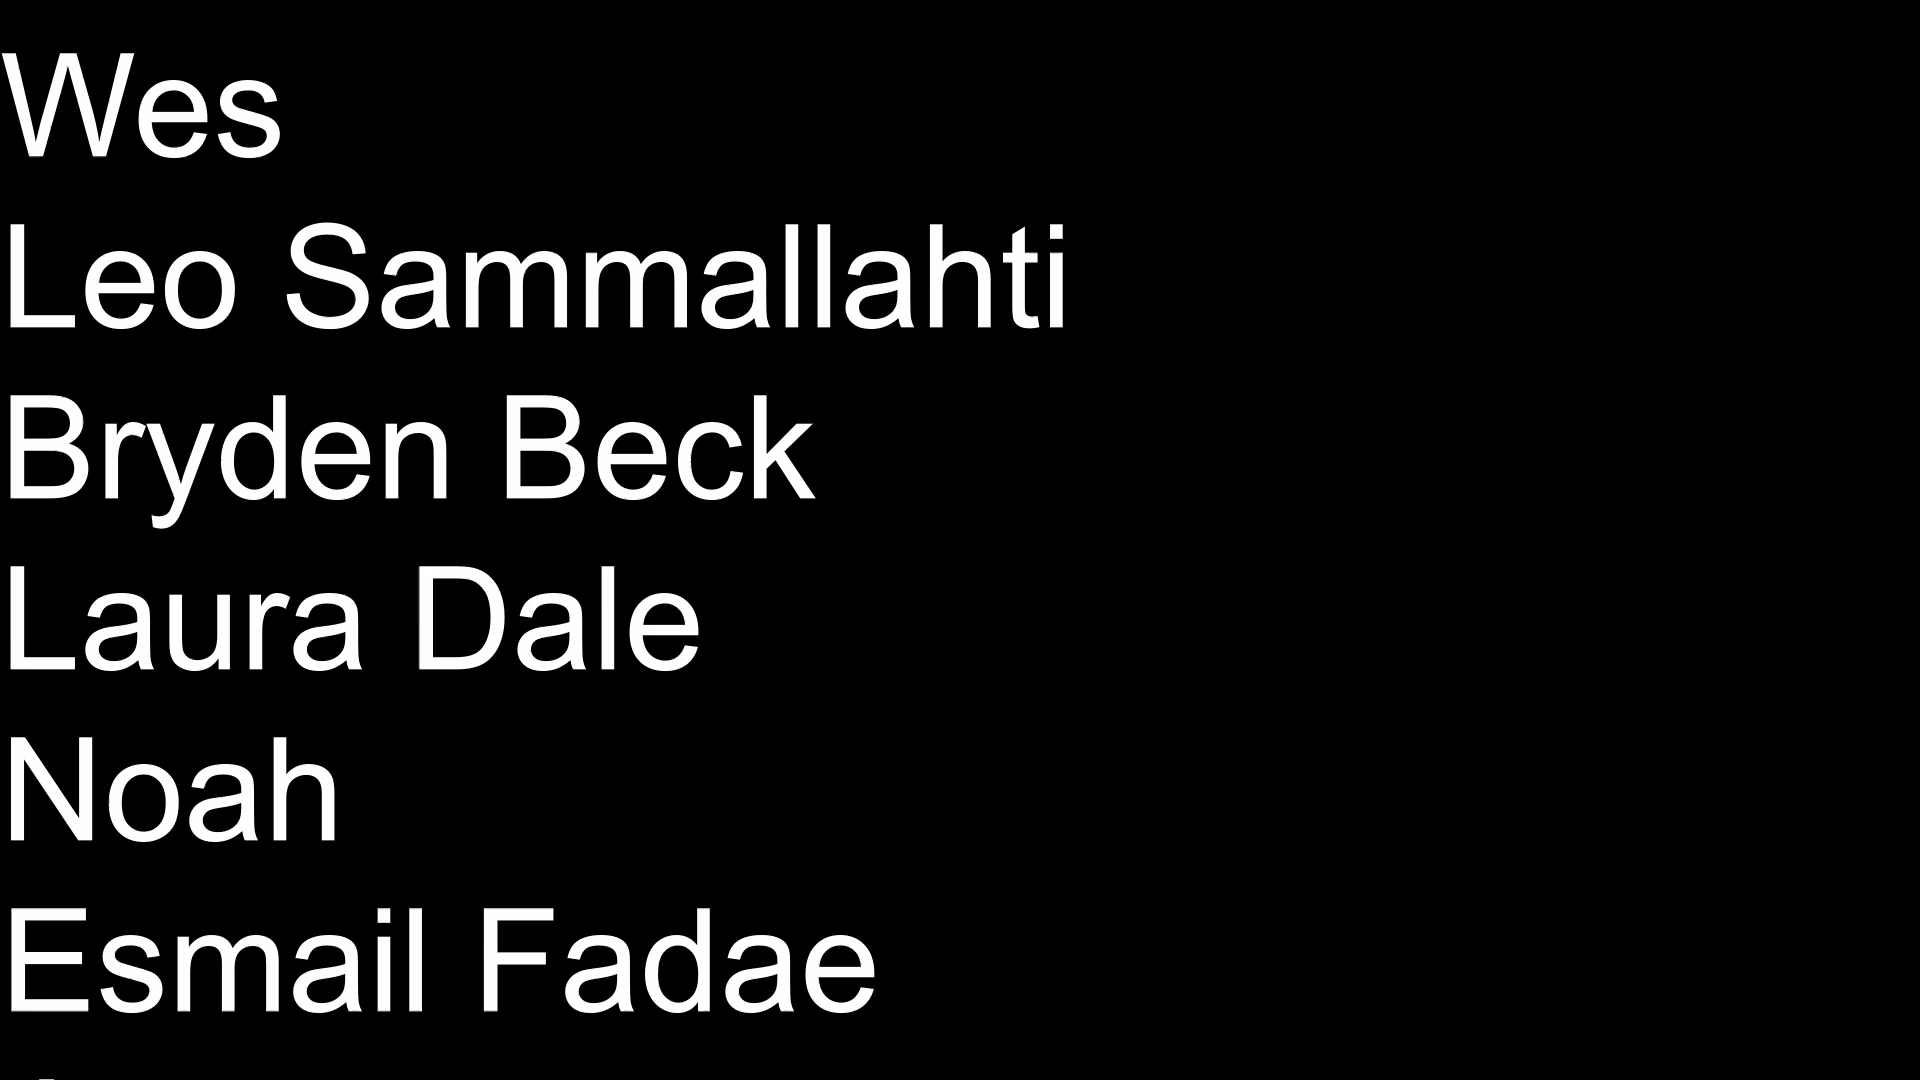 Wes
Leo Sammallahti
Bryden Beck
Laura Dale
Noah
Esmail Fadae